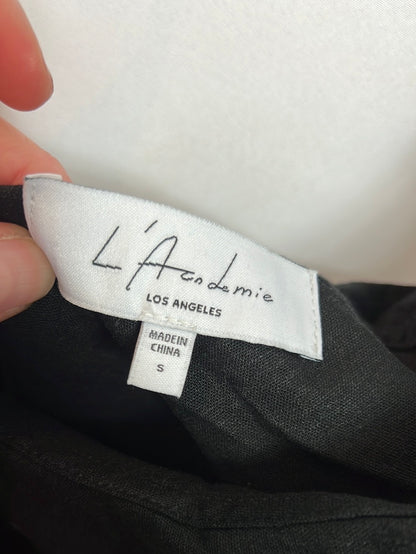 L'Academie
LOS ANGELES
MADE IN
CHINA
S